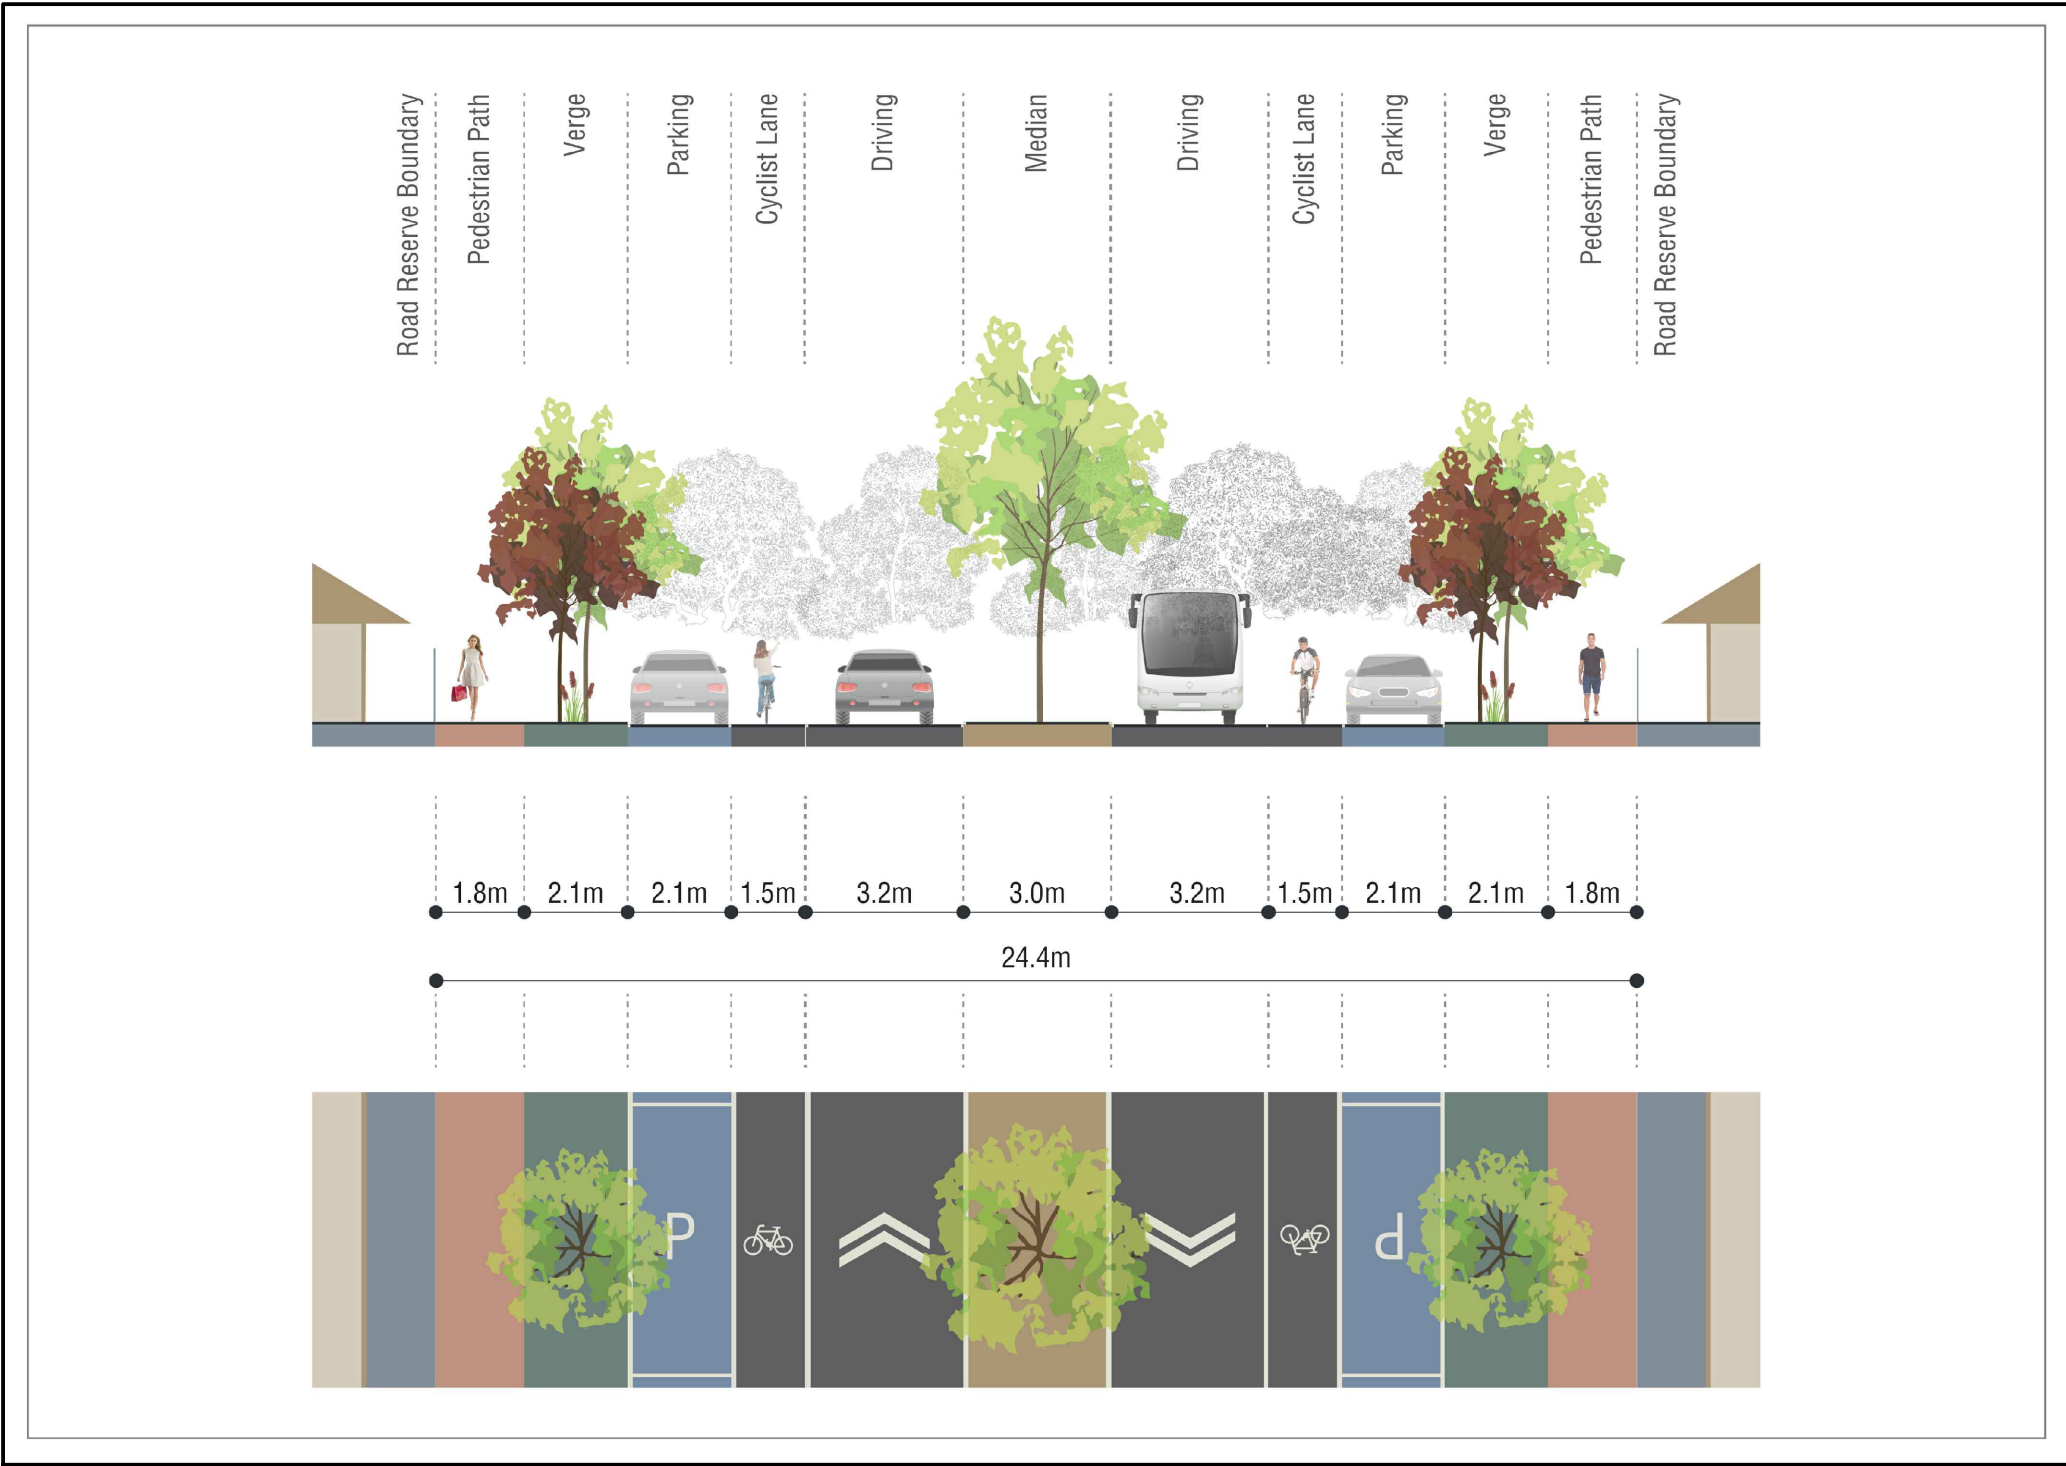 Road Reserve Boundary
Pedestrian Path
Verge
Parking
Cyclist Lane
Driving
Median
Driving
Cyclist Lane
Parking
Verge
Pedestrian Path
Road Reserve Boundary
1.8m
2.1m
2.1m
1.5m
3.2m
3.0m
3.2m
1.5m
2.1m
2.1m
1.8m
24.4m
P
P